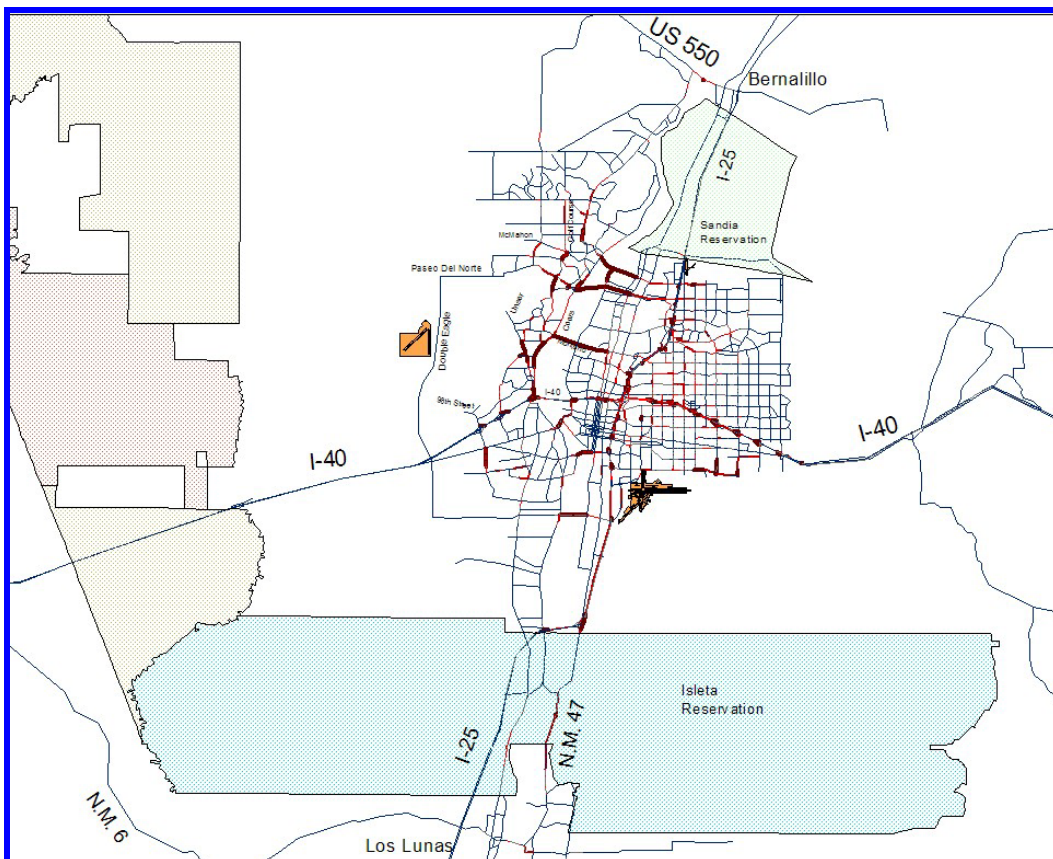 US 550
Bernalillo
I-25
Golf Course
Sandia
Reservation
McMahon
Paseo Del Norte
Unser
Coors
Double Eagle
I-40
98th Street
I-40
I-40
Isleta
Reservation
I-25
N.M. 47
N.M. 6
Los Lunas